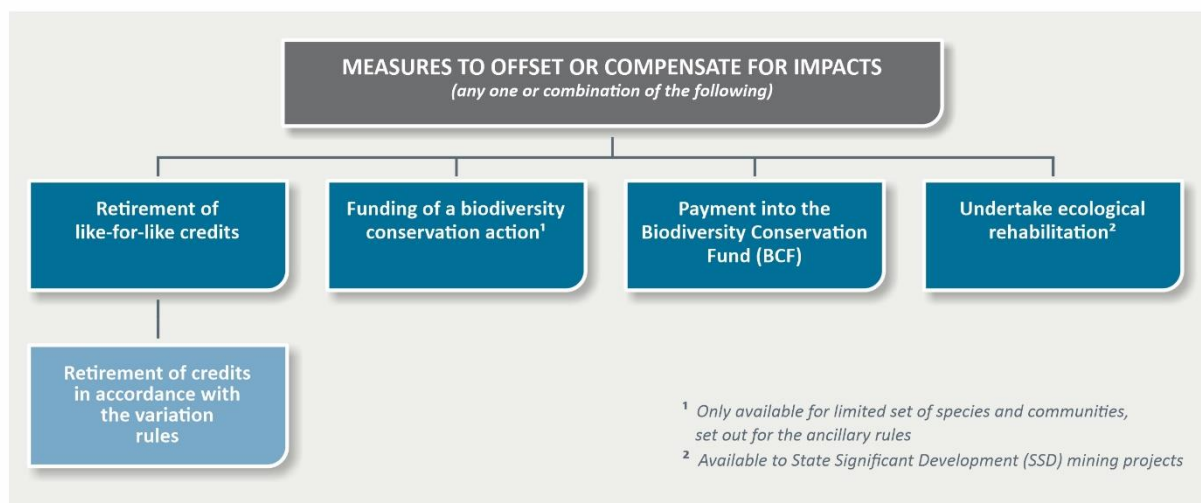 MEASURES TO OFFSET OR COMPENSATE FOR IMPACTS
(any one or combination of the following)
Retirement of
like-for-like credits
Funding of a biodiversity
conservation action¹
Payment into the
Biodiversity Conservation
Fund (BCF)
Undertake ecological
rehabilitation²
Retirement of credits
in accordance with
the variation
rules
¹ Only available for limited set of species and communities,
set out for the ancillary rules
² Available to State Significant Development (SSD) mining projects